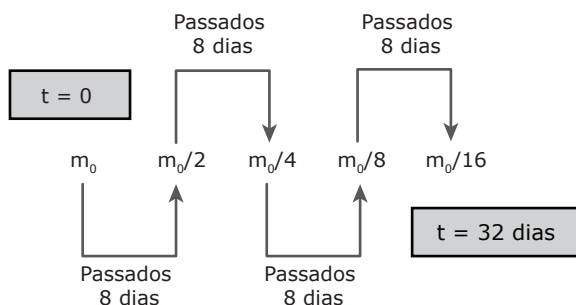 Passados
8 dias
Passados
8 dias
t = 0
m₀ m₀/2 m₀/4 m₀/8 m₀/16
t = 32 dias
Passados
8 dias
Passados
8 dias